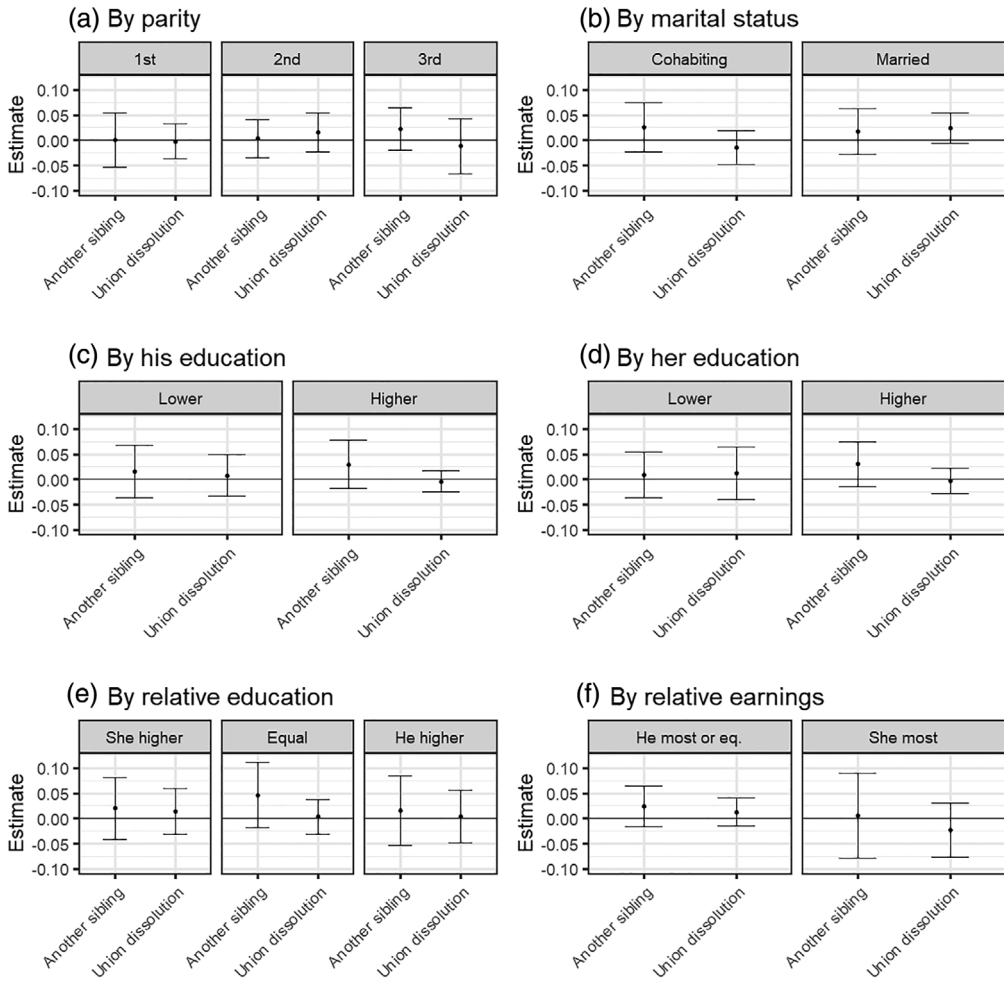 (a) By parity
1st 2nd 3rd
Estimate
0.10
0.05
0.00
-0.05
-0.10
Another sibling
Union dissolution
Another sibling
Union dissolution
Another sibling
Union dissolution
(b) By marital status
Cohabiting Married
Estimate
0.10
0.05
0.00
-0.05
-0.10
Another sibling
Union dissolution
Another sibling
Union dissolution
(c) By his education
Lower Higher
Estimate
0.10
0.05
0.00
-0.05
-0.10
Another sibling
Union dissolution
Another sibling
Union dissolution
(d) By her education
Lower Higher
Estimate
0.10
0.05
0.00
-0.05
-0.10
Another sibling
Union dissolution
Another sibling
Union dissolution
(e) By relative education
She higher Equal He higher
Estimate
0.10
0.05
0.00
-0.05
-0.10
Another sibling
Union dissolution
Another sibling
Union dissolution
Another sibling
Union dissolution
(f) By relative earnings
He most or eq. She most
Estimate
0.10
0.05
0.00
-0.05
-0.10
Another sibling
Union dissolution
Another sibling
Union dissolution